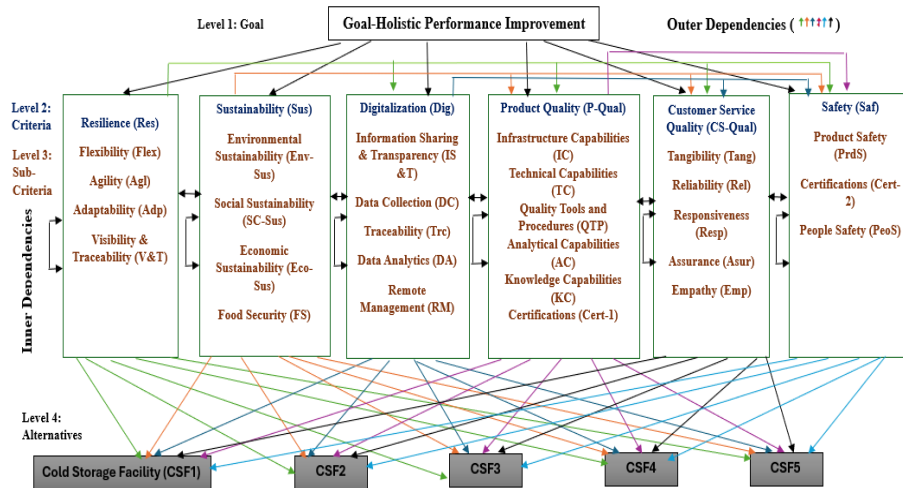 Level 1: Goal
Goal-Holistic Performance Improvement
Outer Dependencies ( )
Level 2:
Criteria
Level 3:
Sub-
Criteria
Inner Dependencies
Resilience (Res)
Flexibility (Flex)
Agility (Agl)
Adaptability (Adp)
Visibility &
Traceability (V&T)
Sustainability (Sus)
Environmental
Sustainability (Env-
Sus)
Social Sustainability
(SC-Sus)
Economic
Sustainability (Eco-
Sus)
Food Security (FS)
Digitalization (Dig)
Information Sharing
& Transparency (IS
&T)
Data Collection (DC)
Traceability (Trc)
Data Analytics (DA)
Remote
Management (RM)
Product Quality (P-Qual)
Infrastructure Capabilities
(IC)
Technical Capabilities
(TC)
Quality Tools and
Procedures (QTP)
Analytical Capabilities
(AC)
Knowledge Capabilities
(KC)
Certifications (Cert-1)
Customer Service
Quality (CS-Qual)
Tangibility (Tang)
Reliability (Rel)
Responsiveness
(Resp)
Assurance (Asur)
Empathy (Emp)
Safety (Saf)
Product Safety
(PrdS)
Certifications (Cert-
2)
People Safety (PeoS)
Level 4:
Alternatives
Cold Storage Facility (CSF1)
CSF2
CSF3
CSF4
CSF5